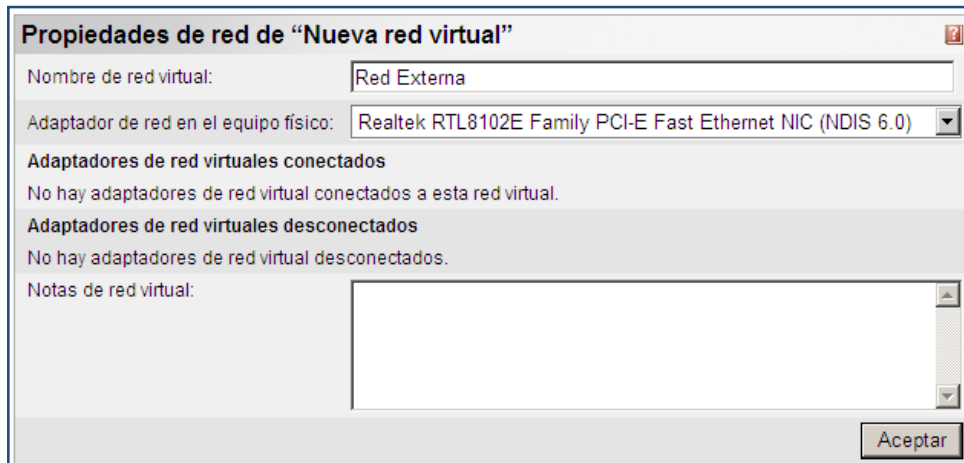 Propiedades de red de “Nueva red virtual”
?
Nombre de red virtual:
Red Externa
Adaptador de red en el equipo físico:
Realtek RTL8102E Family PCI-E Fast Ethernet NIC (NDIS 6.0)
Adaptadores de red virtuales conectados
No hay adaptadores de red virtual conectados a esta red virtual.
Adaptadores de red virtuales desconectados
No hay adaptadores de red virtual desconectados.
Notas de red virtual:
Aceptar